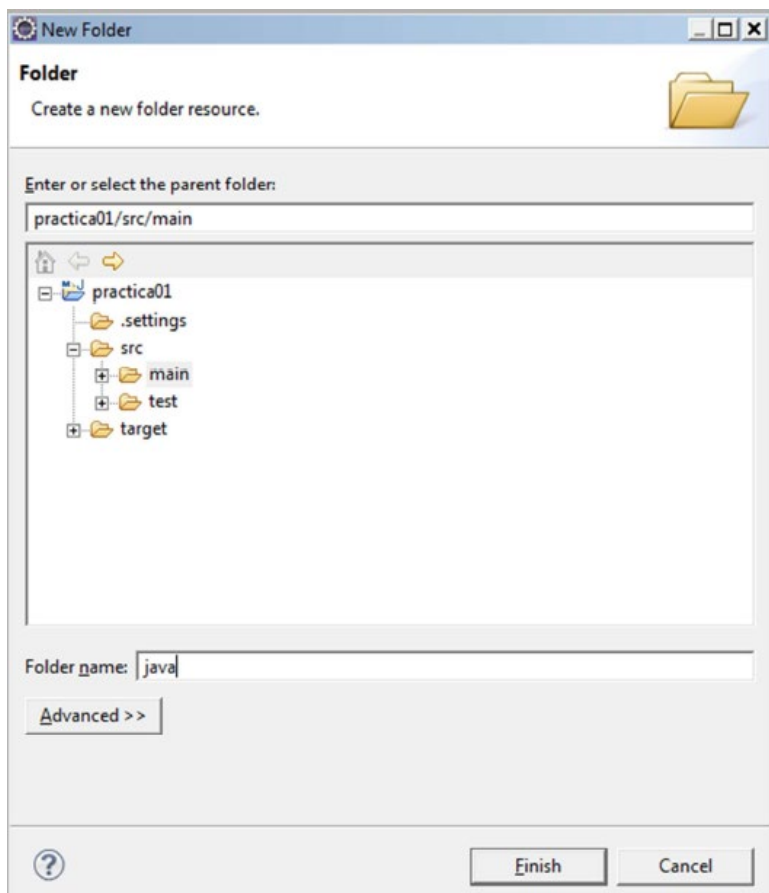 New Folder
Folder
Create a new folder resource.
Enter or select the parent folder:
practica01/src/main
practica01
.settings
src
main
test
target
Folder name: java
Advanced >>
Finish Cancel